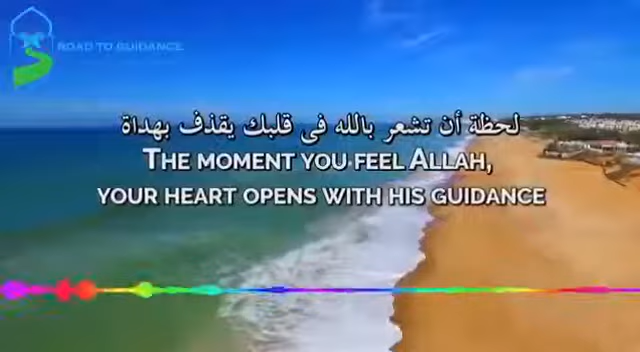 ROAD TO GUIDANCE
لحظة أن تشعر بالله فى قلبك يقذف بهداة
THE MOMENT YOU FEEL ALLAH,
YOUR HEART OPENS WITH HIS GUIDANCE